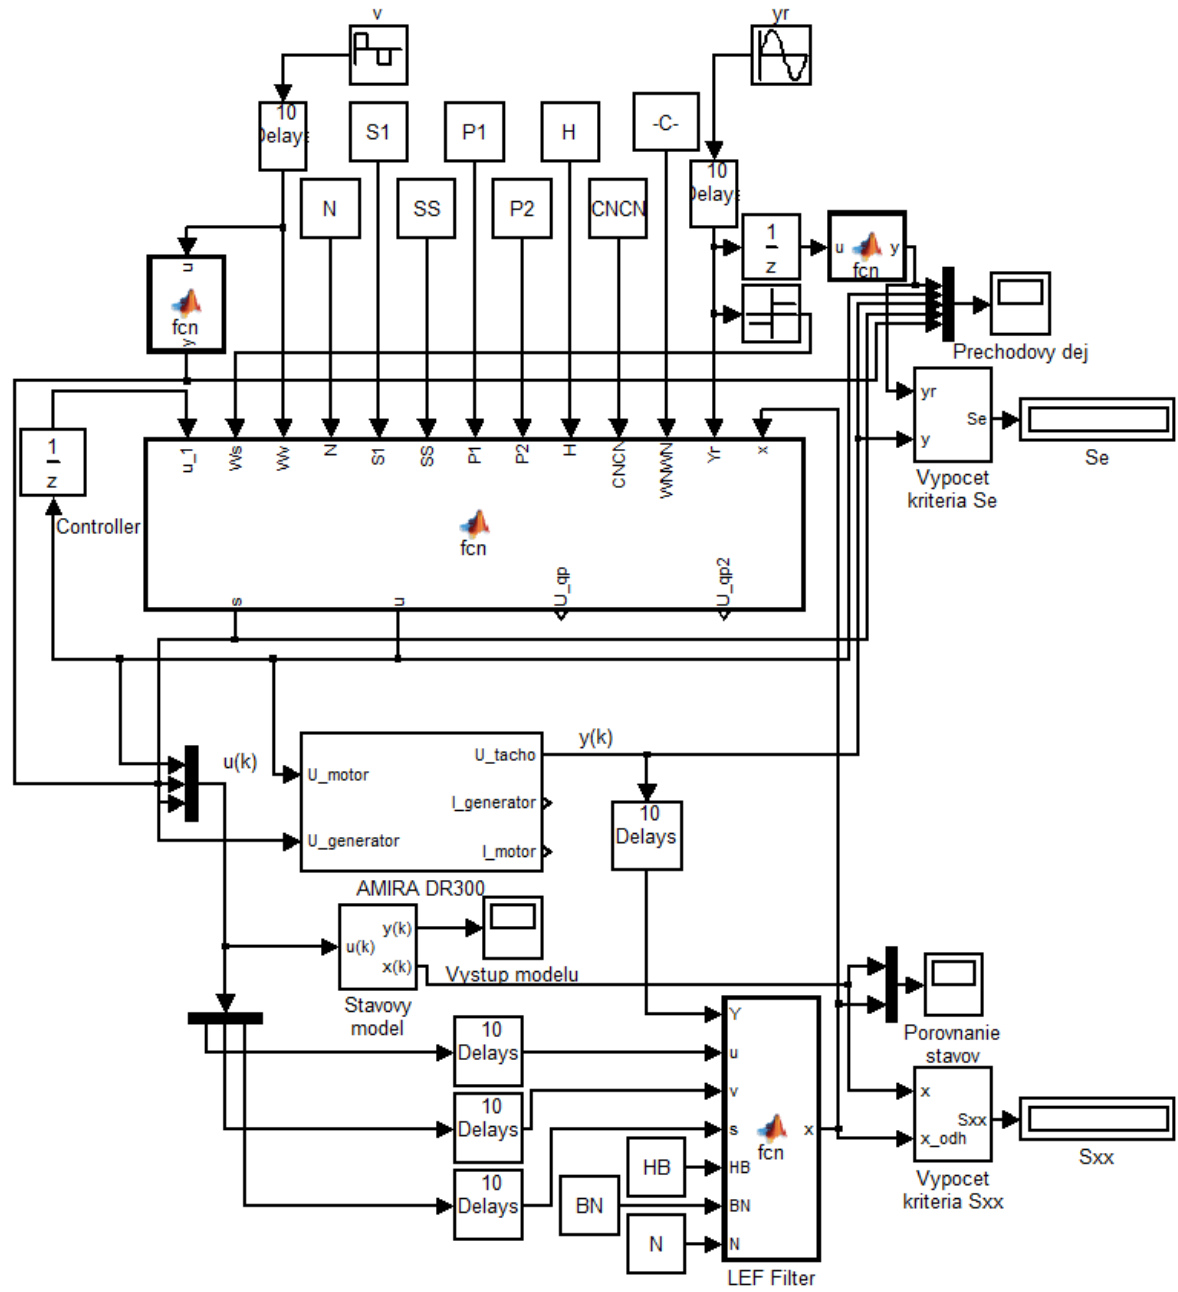 v
yr
10
Delays
S1
P1
H
-C-
N
SS
P2
CNCN
10
Delays
1
z
u
fcn
y
u
fcn
y
Prechodovy dej
yr
y
Se
Vypocet
kriteria Se
Se
1
z
Controller
u_1
Ws
Wv
N
S1
SS
P1
P2
H
CNCN
WNWN
Yr
x
fcn
s
u
U_qp
U_qp2
u(k)
U_motor
U_generator
U_tacho
I_generator
I_motor
AMIRA DR300
y(k)
10
Delays
u(k)
y(k)
x(k)
Stavovy
model
Vystup modelu
Porovnanie
stavov
10
Delays
10
Delays
10
Delays
HB
BN
N
Y
u
v
s
HB
BN
N
fcn
x
LEF Filter
x
x_odh
Sxx
Vypocet
kriteria Sxx
Sxx